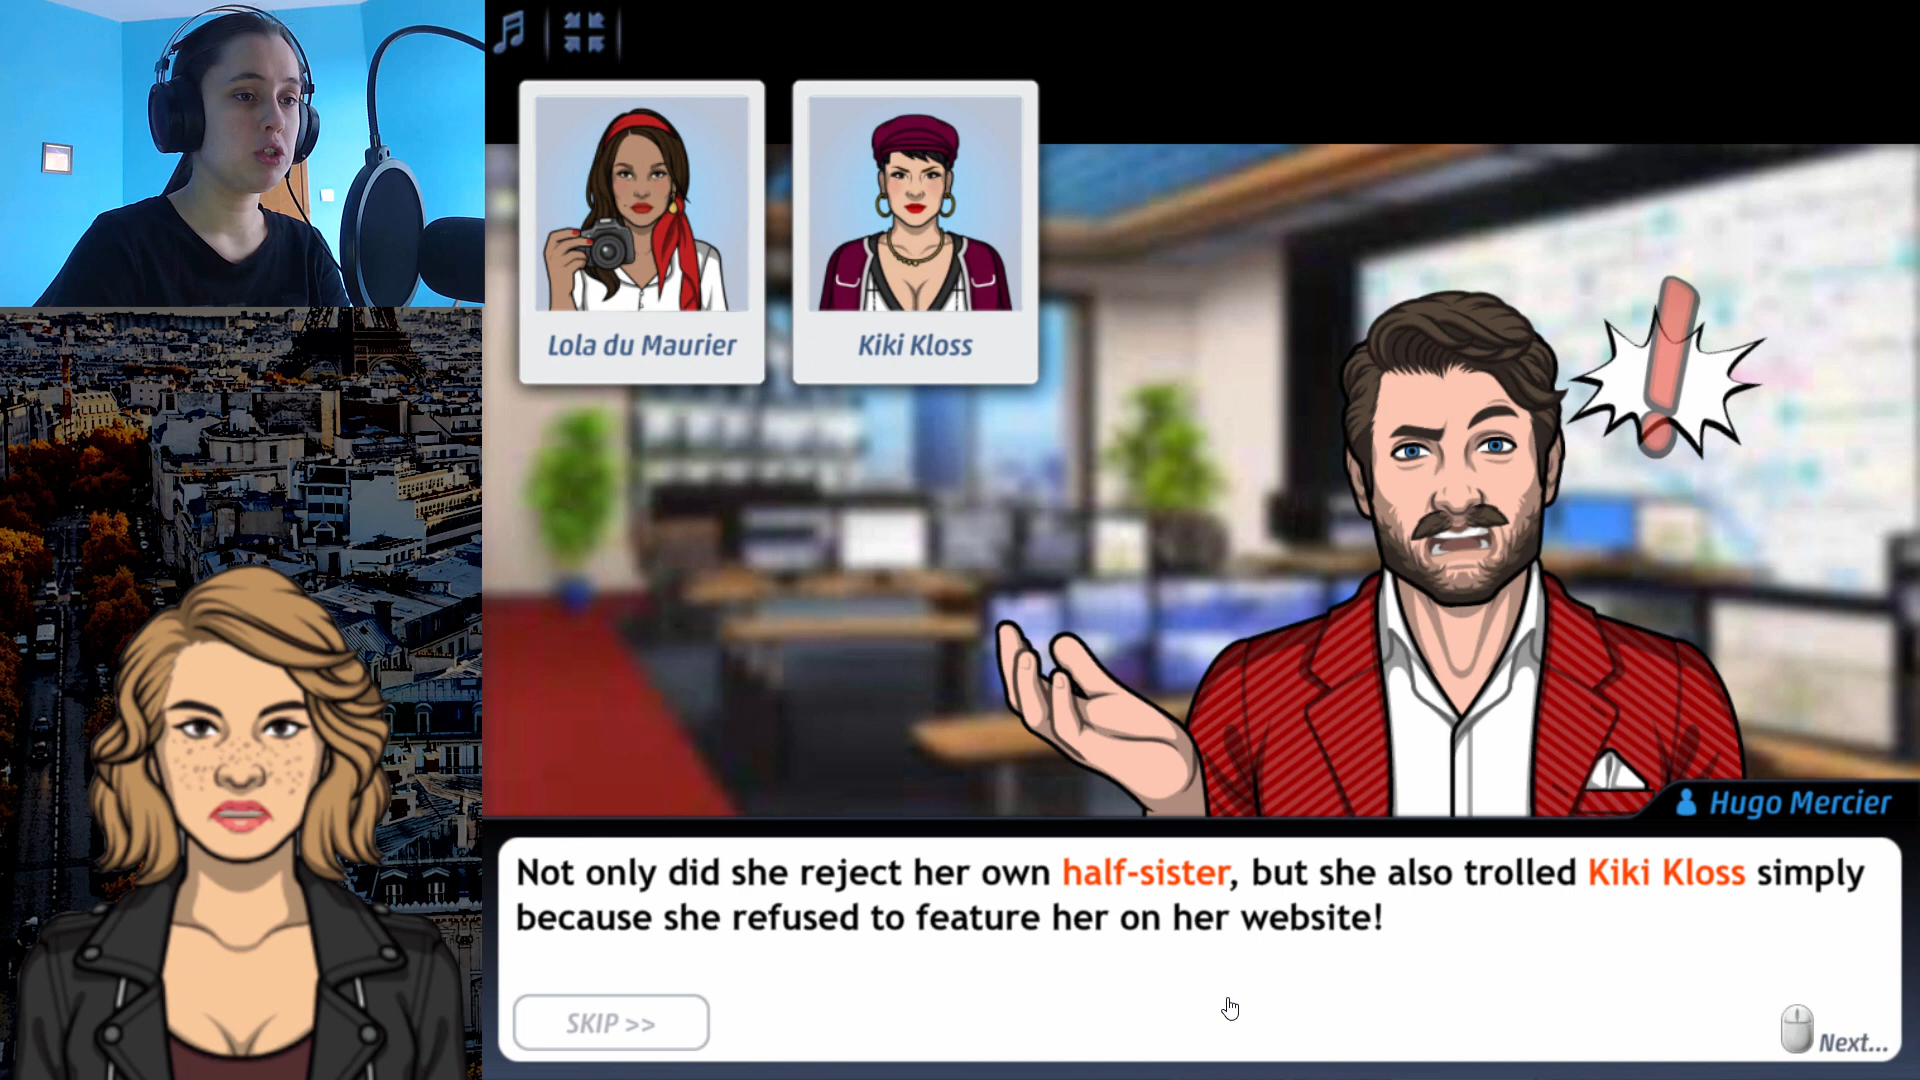 Lola du Maurier
Kiki Kloss
Hugo Mercier
Not only did she reject her own half-sister, but she also trolled Kiki Kloss simply
because she refused to feature her on her website!
SKIP >>
Next...